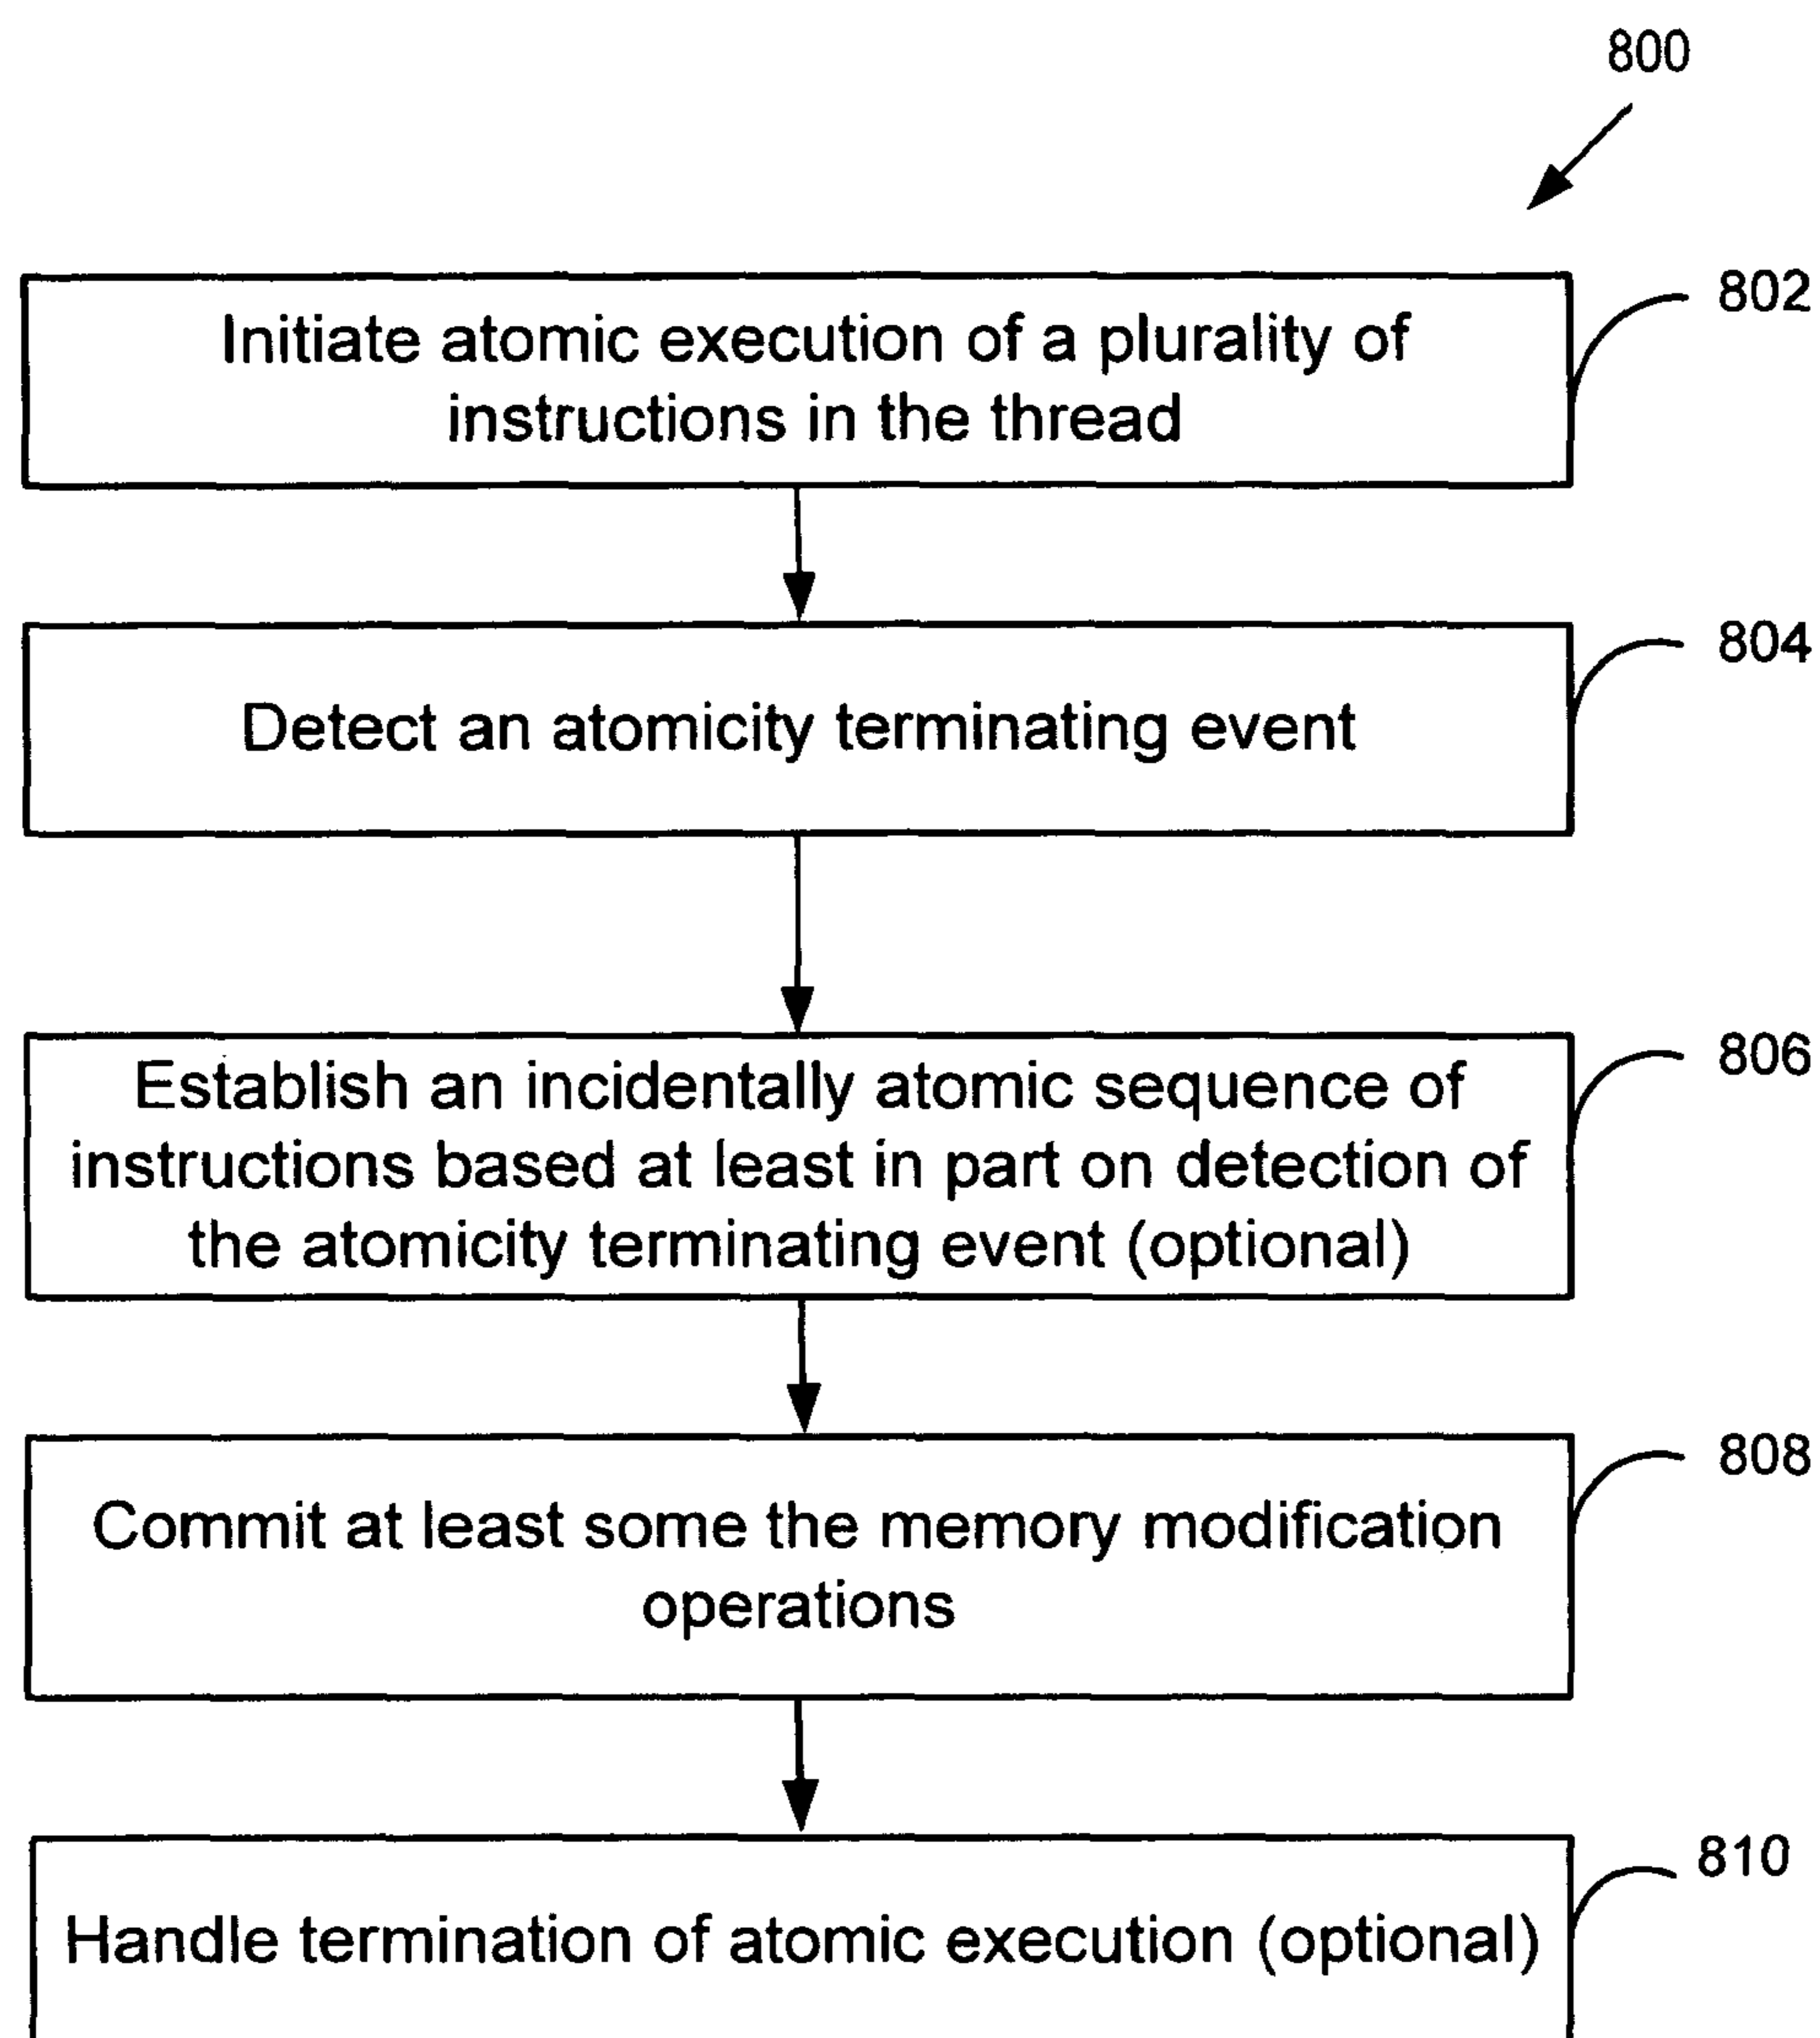 800
802
Initiate atomic execution of a plurality of
instructions in the thread
804
Detect an atomicity terminating event
806
Establish an incidentally atomic sequence of
instructions based at least in part on detection of
the atomicity terminating event (optional)
808
Commit at least some the memory modification
operations
810
Handle termination of atomic execution (optional)